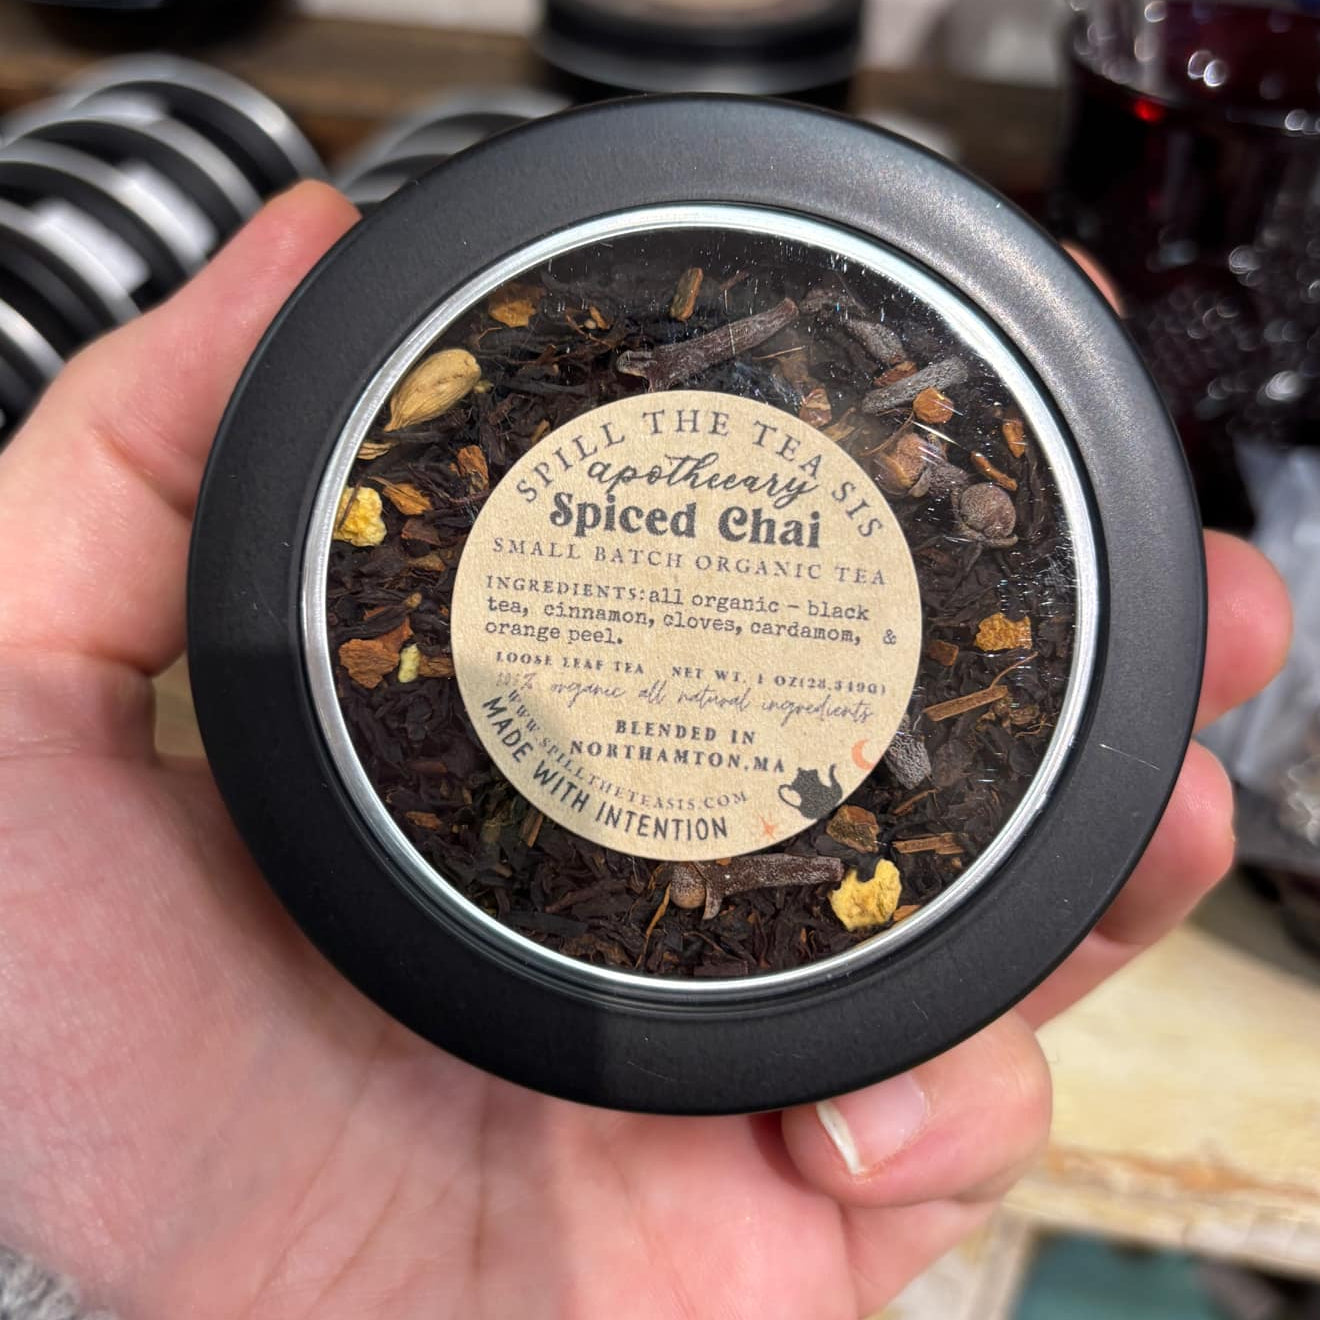 SPILL THE TEA SIS
apothecary
Spiced Chai
SMALL BATCH ORGANIC TEA
INGREDIENTS: all organic - black
tea, cinnamon, cloves, cardamom, &
orange peel.
LOOSE LEAF TEA NET WT. 1 OZ(28.349G)
100% organic all natural ingredients
BLENDED IN
NORTHAMTON,MA
WWW.SPILLTHETEASIS.COM
MADE WITH INTENTION